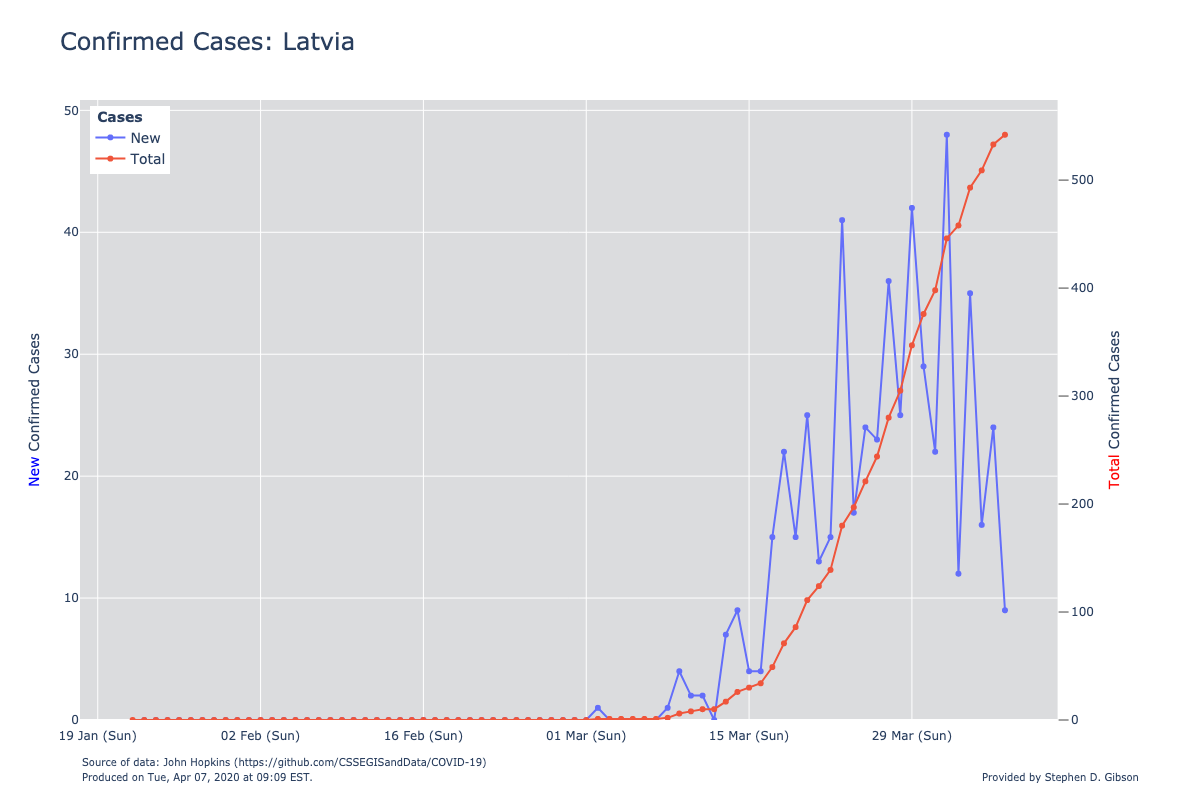 Confirmed Cases: Latvia
Cases
New
Total
50
40
30
20
10
0
500
400
300
200
100
0
New Confirmed Cases
Total Confirmed Cases
19 Jan (Sun)
02 Feb (Sun)
16 Feb (Sun)
01 Mar (Sun)
15 Mar (Sun)
29 Mar (Sun)
Source of data: John Hopkins (https://github.com/CSSEGISandData/COVID-19)
Produced on Tue, Apr 07, 2020 at 09:09 EST.
Provided by Stephen D. Gibson